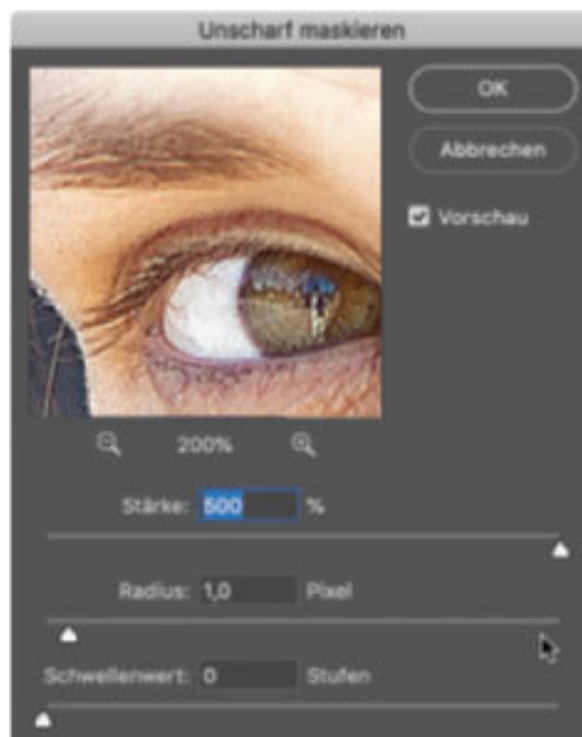 Unscharf maskieren
OK
Abbrechen
Vorschau
200%
Stärke: 500 %
Radius: 1,0 Pixel
Schwellenwert: 0 Stufen